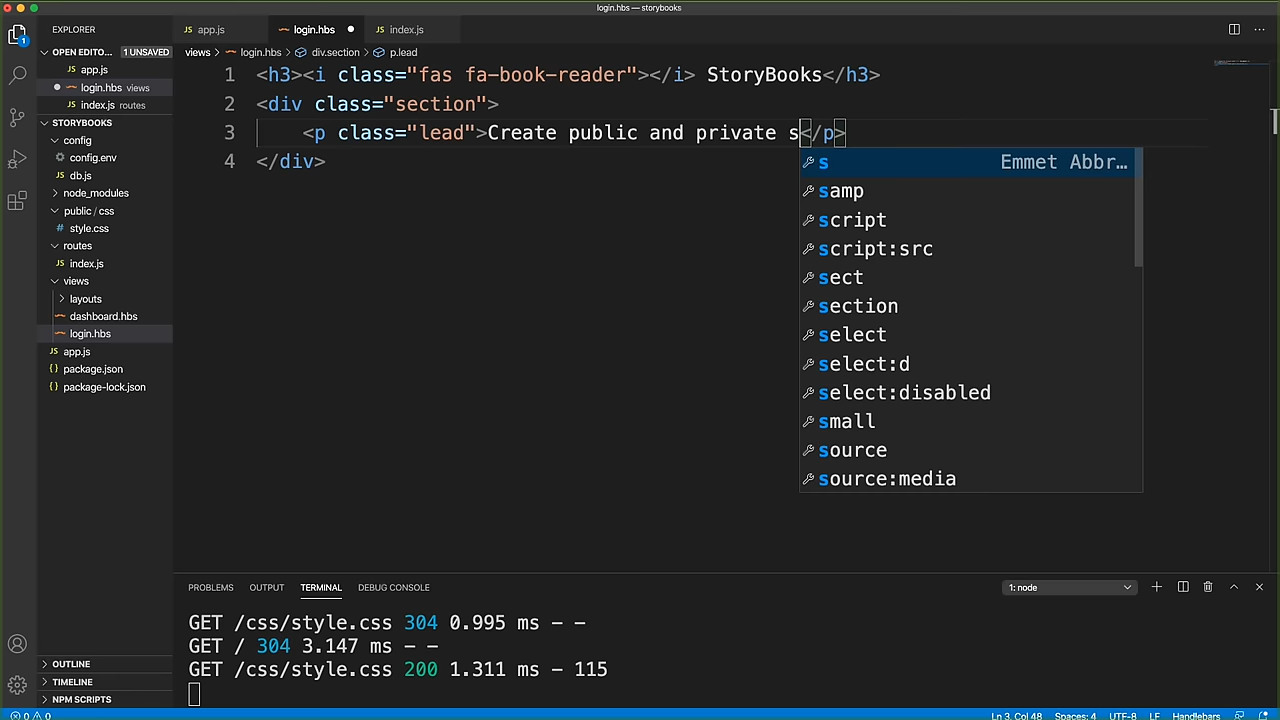 login.hbs — storybooks
EXPLORER
app.js
login.hbs
index.js
OPEN EDITO... 1 UNSAVED
views > login.hbs > div.section > p.lead
app.js
login.hbs views
index.js routes
STORYBOOKS
config
config.env
db.js
node_modules
public / css
style.css
routes
index.js
views
layouts
dashboard.hbs
login.hbs
app.js
package.json
package-lock.json
OUTLINE
TIMELINE
NPM SCRIPTS
1
1 <h3><i class="fas fa-book-reader"></i> StoryBooks</h3>
2 <div class="section">
3 <p class="lead">Create public and private s</p>
4 </div>
s Emmet Abbr...
samp
script
script:src
sect
section
select
select:d
select:disabled
small
source
source:media
PROBLEMS OUTPUT TERMINAL DEBUG CONSOLE 1: node
GET /css/style.css 304 0.995 ms - -
GET / 304 3.147 ms - -
GET /css/style.css 200 1.311 ms - 115
0 0 Ln 3, Col 48 Spaces: 4 UTF-8 LF Handlebars